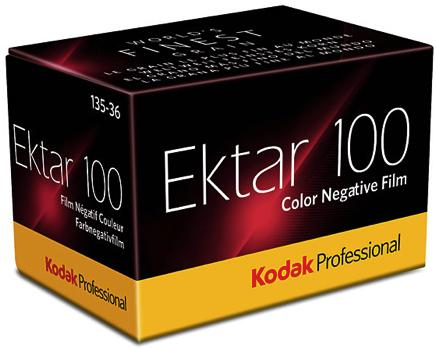 WORLD'S
FINEST
GRAIN
135-36
Ektar 100
Film Négatif Couleur
Farbnegativfilm
Kodak Professional
Ektar 100
Color Negative Film
Kodak Professional